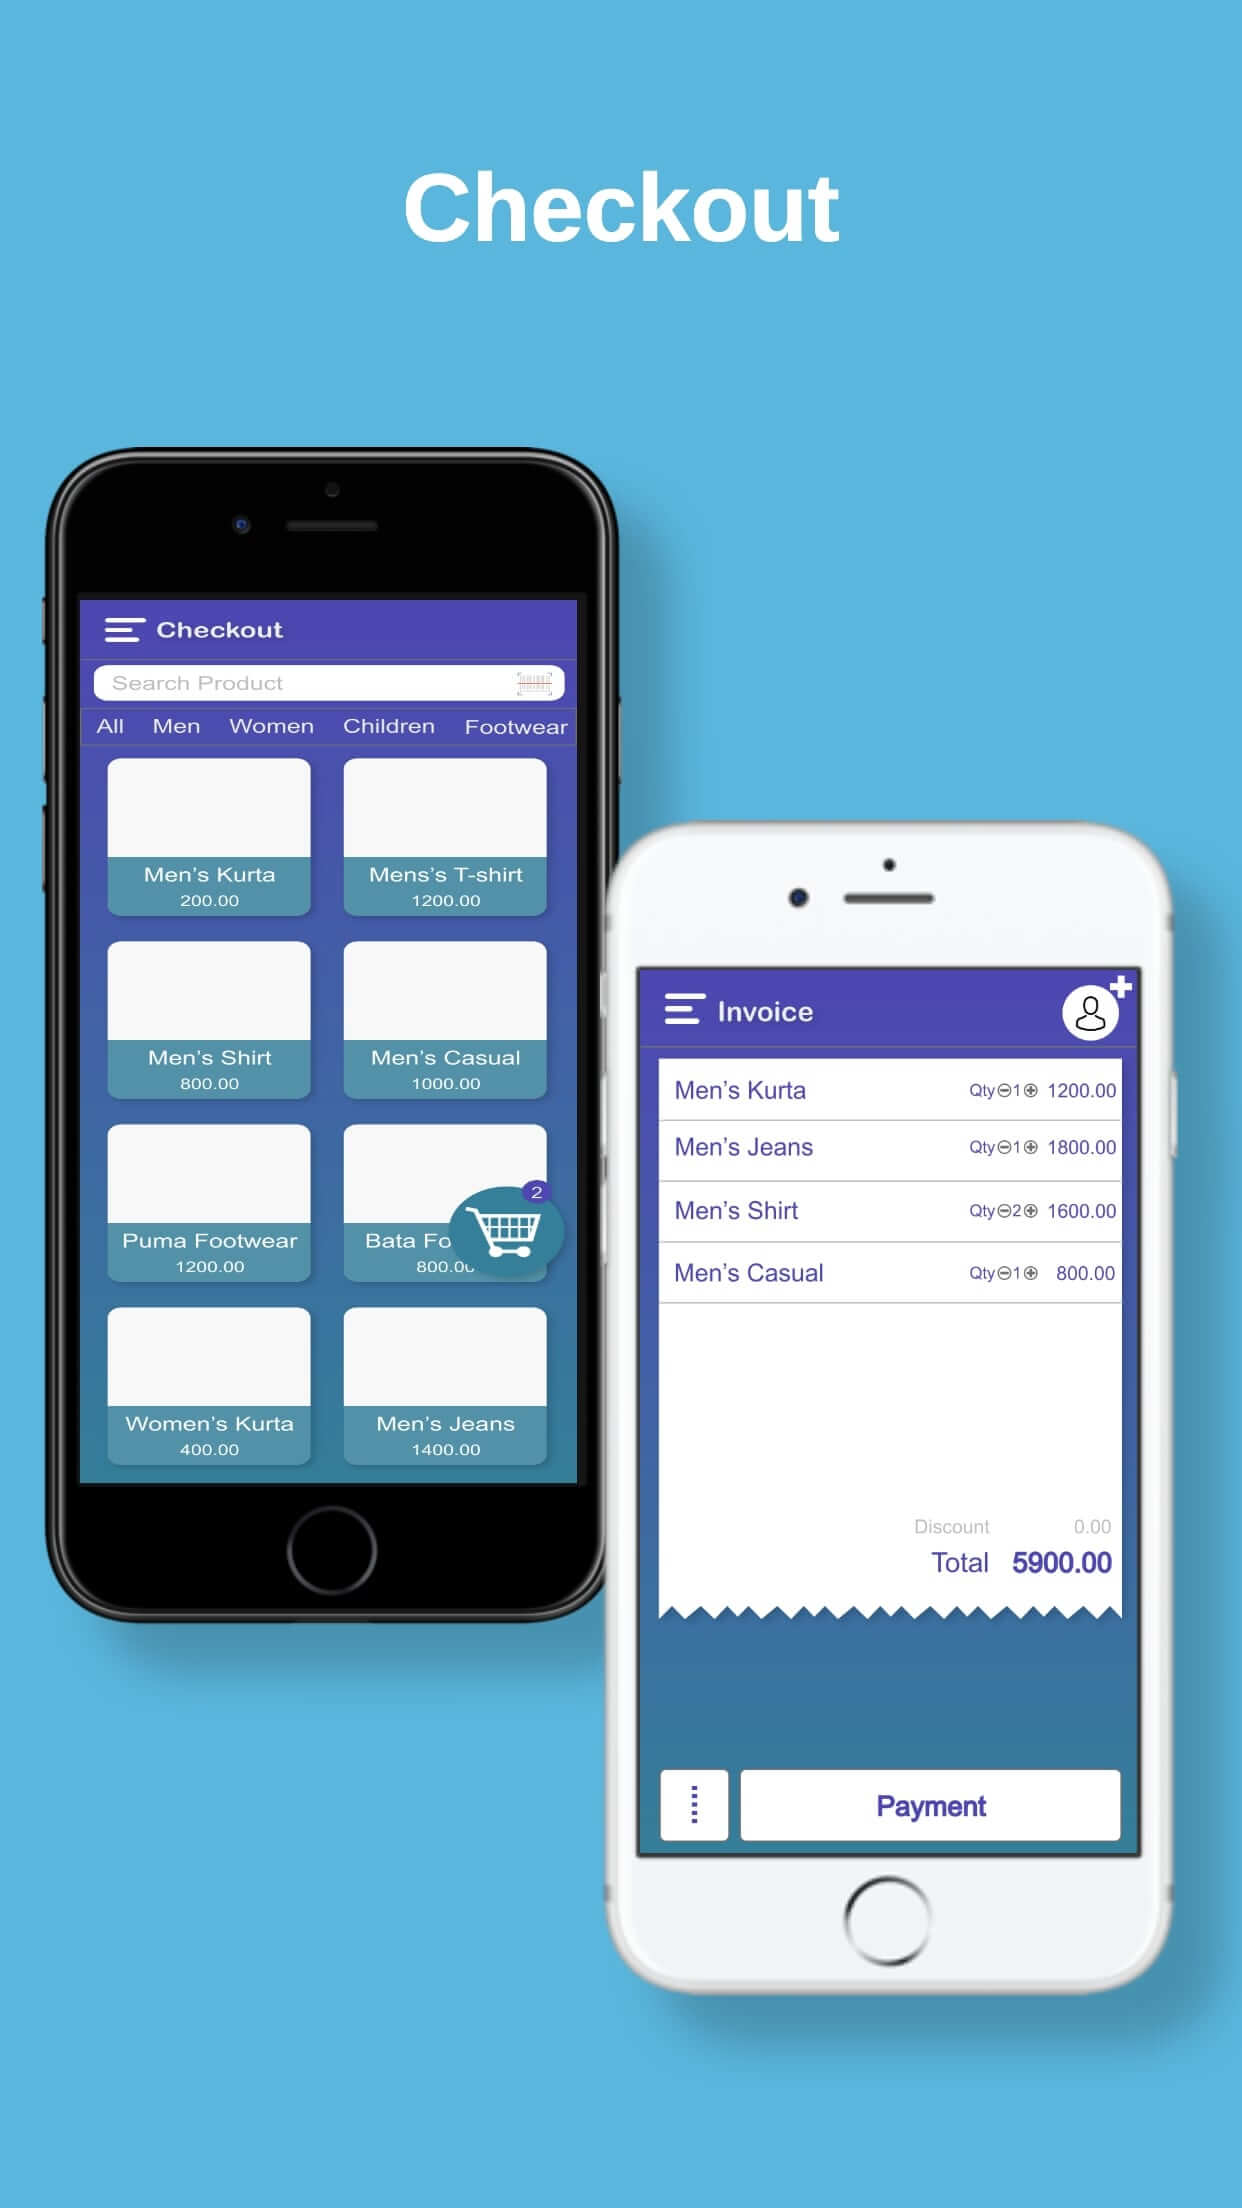 Checkout
Checkout
Search Product
All Men Women Children Footwear
Men’s Kurta
200.00
Mens’s T-shirt
1200.00
Men’s Shirt
800.00
Men’s Casual
1000.00
Puma Footwear
1200.00
Bata Fo
800.00
2
Women’s Kurta
400.00
Men’s Jeans
1400.00
Invoice
Men’s Kurta Qty 1 1200.00
Men’s Jeans Qty 1 1800.00
Men’s Shirt Qty 2 1600.00
Men’s Casual Qty 1 800.00
Discount 0.00
Total 5900.00
Payment